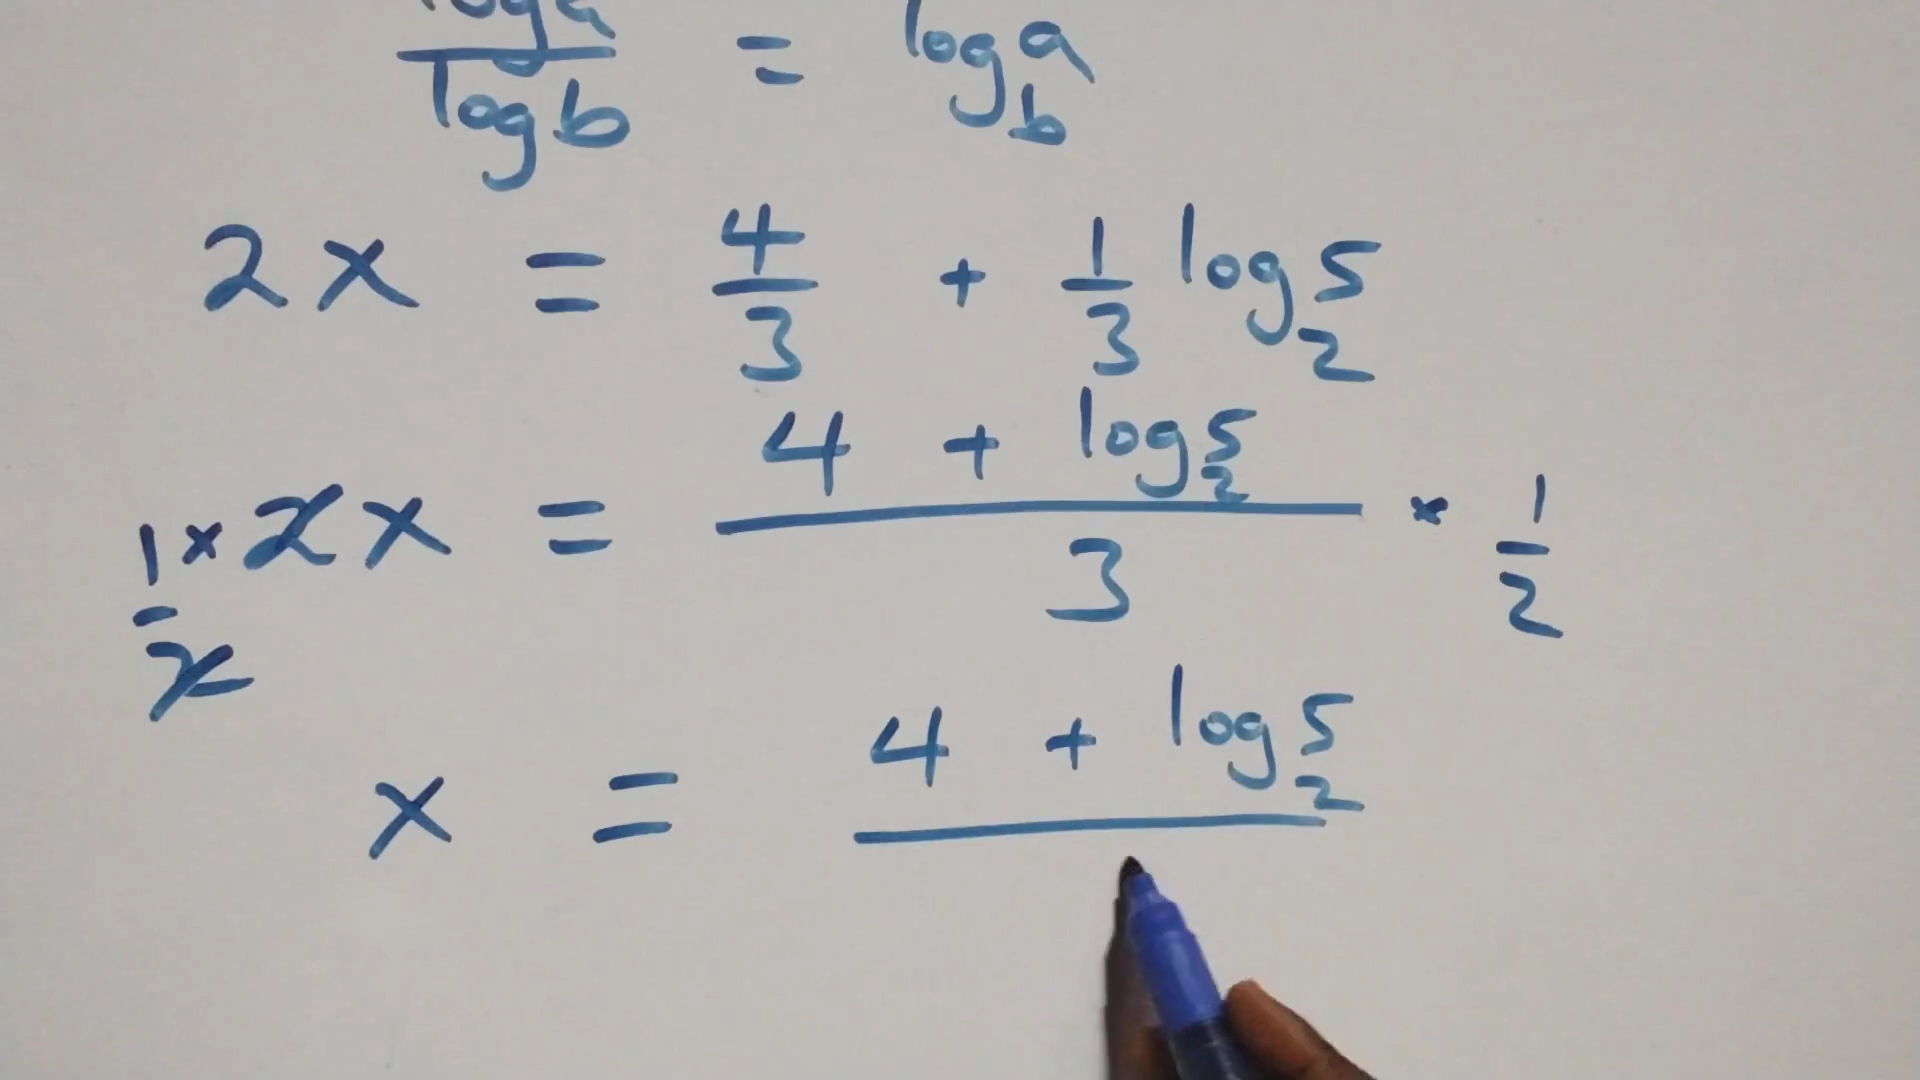 log a / log b = log_b a
2x = 4/3 + 1/3 log_2 5
1/2 × 2x = (4 + log_2 5) / 3 × 1/2
x = (4 + log_2 5) /